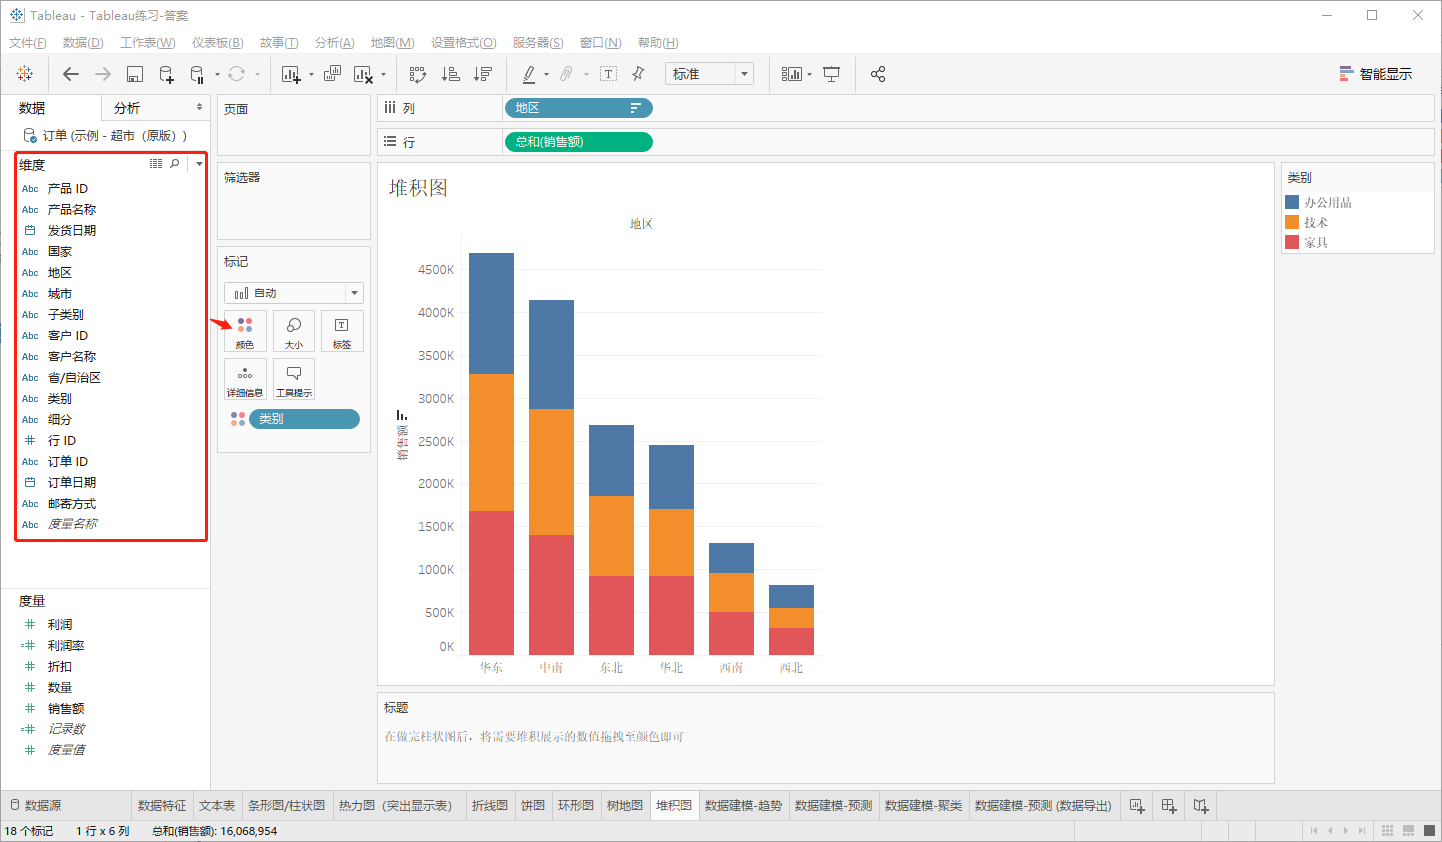 Tableau - Tableau练习-答案
文件(F) 数据(D) 工作表(W) 仪表板(B) 故事(T) 分析(A) 地图(M) 设置格式(O) 服务器(S) 窗口(N) 帮助(H)
标准
智能显示
数据 分析
订单 (示例 - 超市（原版）)
维度
Abc 产品 ID
Abc 产品名称
发货日期
Abc 国家
Abc 地区
Abc 城市
Abc 子类别
Abc 客户 ID
Abc 客户名称
Abc 省/自治区
Abc 类别
Abc 细分
# 行 ID
Abc 订单 ID
订单日期
Abc 邮寄方式
Abc 度量名称
度量
# 利润
=# 利润率
# 折扣
# 数量
# 销售额
=# 记录数
# 度量值
页面
筛选器
标记
自动
颜色 大小 标签
详细信息 工具提示
类别
列 地区
行 总和(销售额)
堆积图
地区
4500K
4000K
3500K
3000K
2500K
2000K
1500K
1000K
500K
0K
销售额
华东 中南 东北 华北 西南 西北
类别
办公用品
技术
家具
标题
在做完柱状图后，将需要堆积展示的数值拖拽至颜色即可
数据源 数据特征 文本表 条形图/柱状图 热力图（突出显示表） 折线图 饼图 环形图 树地图 堆积图 数据建模-趋势 数据建模-预测 数据建模-聚类 数据建模-预测 (数据导出)
18 个标记 1 行 x 6 列 总和(销售额): 16,068,954